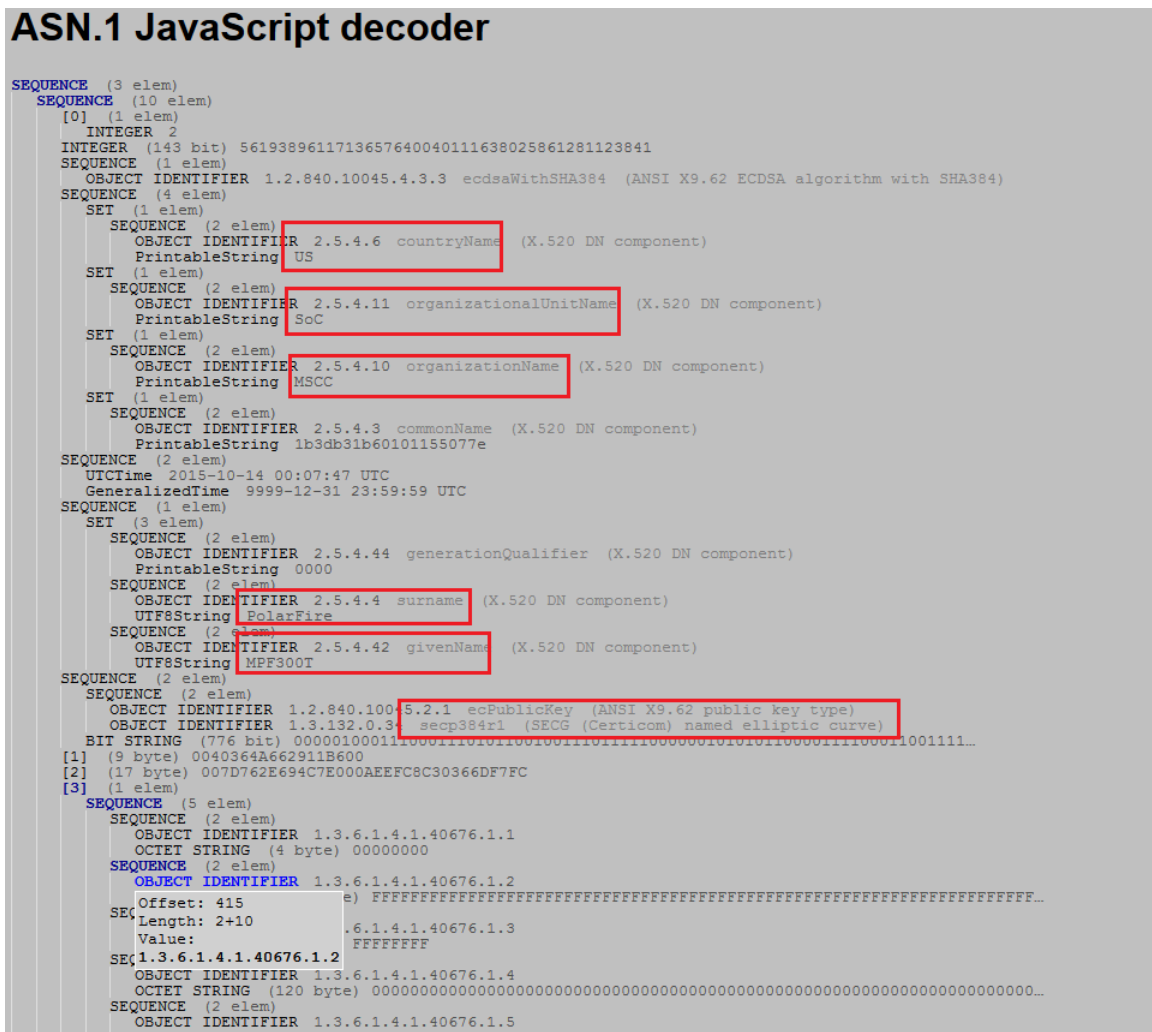 ASN.1 JavaScript decoder
SEQUENCE (3 elem)
SEQUENCE (10 elem)
[0] (1 elem)
INTEGER 2
INTEGER (143 bit) 5619389611713657640040111638025861281123841
SEQUENCE (1 elem)
OBJECT IDENTIFIER 1.2.840.10045.4.3.3 ecdsaWithSHA384 (ANSI X9.62 ECDSA algorithm with SHA384)
SEQUENCE (4 elem)
SET (1 elem)
SEQUENCE (2 elem)
OBJECT IDENTIFIER 2.5.4.6 countryName (X.520 DN component)
PrintableString US
SET (1 elem)
SEQUENCE (2 elem)
OBJECT IDENTIFIER 2.5.4.11 organizationalUnitName (X.520 DN component)
PrintableString SoC
SET (1 elem)
SEQUENCE (2 elem)
OBJECT IDENTIFIER 2.5.4.10 organizationName (X.520 DN component)
PrintableString MSCC
SET (1 elem)
SEQUENCE (2 elem)
OBJECT IDENTIFIER 2.5.4.3 commonName (X.520 DN component)
PrintableString 1b3db31b60101155077e
SEQUENCE (2 elem)
UTCTime 2015-10-14 00:07:47 UTC
GeneralizedTime 9999-12-31 23:59:59 UTC
SEQUENCE (1 elem)
SET (3 elem)
SEQUENCE (2 elem)
OBJECT IDENTIFIER 2.5.4.44 generationQualifier (X.520 DN component)
PrintableString 0000
SEQUENCE (2 elem)
OBJECT IDENTIFIER 2.5.4.4 surname (X.520 DN component)
UTF8String PolarFire
SEQUENCE (2 elem)
OBJECT IDENTIFIER 2.5.4.42 givenName (X.520 DN component)
UTF8String MPF300T
SEQUENCE (2 elem)
SEQUENCE (2 elem)
OBJECT IDENTIFIER 1.2.840.10045.2.1 ecPublicKey (ANSI X9.62 public key type)
OBJECT IDENTIFIER 1.3.132.0.34 secp384r1 (SECG (Certicom) named elliptic curve)
BIT STRING (776 bit)
[1] (9 byte) 0040364A662911B600
[2] (17 byte) 007D762E694C7E000AEEFC8C30366DF7FC
[3] (1 elem)
SEQUENCE (5 elem)
SEQUENCE (2 elem)
OBJECT IDENTIFIER 1.3.6.1.4.1.40676.1.1
OCTET STRING (4 byte) 00000000
SEQUENCE (2 elem)
OBJECT IDENTIFIER 1.3.6.1.4.1.40676.1.2
Offset: 415
Length: 2+10
Value:
1.3.6.1.4.1.40676.1.2
.6.1.4.1.40676.1.3
FFFFFFFF
OBJECT IDENTIFIER 1.3.6.1.4.1.40676.1.4
OCTET STRING (120 byte)
SEQUENCE (2 elem)
OBJECT IDENTIFIER 1.3.6.1.4.1.40676.1.5